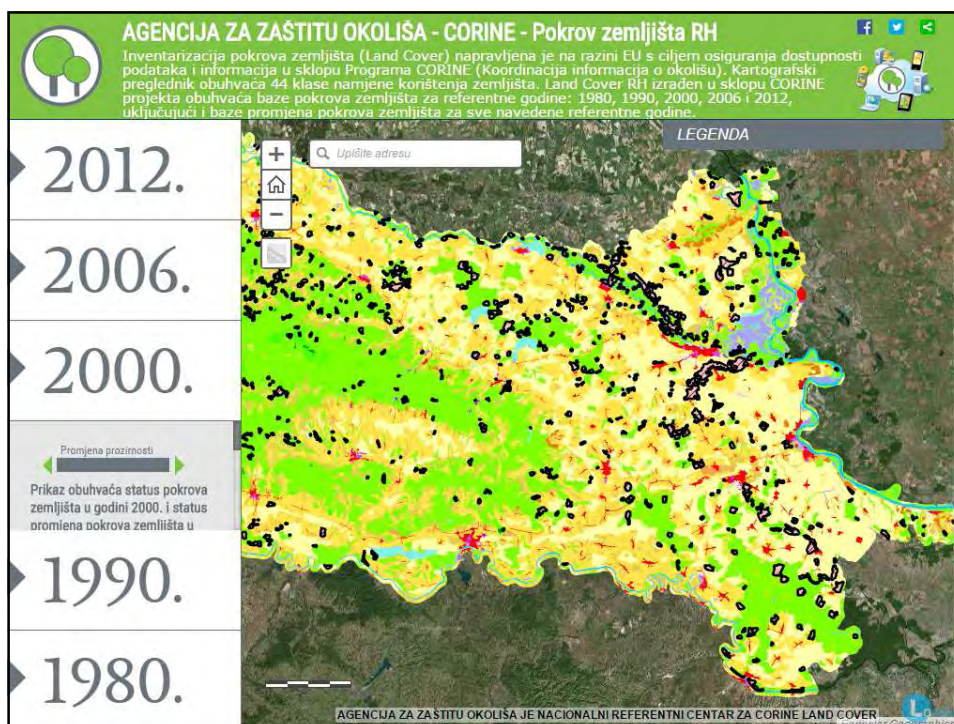 AGENCIJA ZA ZAŠTITU OKOLIŠA - CORINE - Pokrov zemljišta RH
Inventarizacija pokrova zemljišta (Land Cover) napravljena je na razini EU s ciljem osiguranja dostupnosti
podataka i informacija u sklopu Programa CORINE (Koordinacija informacija o okolišu). Kartografski
preglednik obuhvaća 44 klase namjene korištenja zemljišta. Land Cover RH izrađen u sklopu CORINE
projekta obuhvaća baze pokrova zemljišta za referentne godine: 1980, 1990, 2000, 2006 i 2012,
uključujući i baze promjena pokrova zemljišta za sve navedene referentne godine.
LEGENDA
Upišite adresu
2012.
2006.
2000.
Promjena prozirnosti
Prikaz obuhvaća status pokrova
zemljišta u godini 2000. i status
promjena pokrova zemljišta u
1990.
1980.
AGENCIJA ZA ZAŠTITU OKOLIŠA JE NACIONALNI REFERENTNI CENTAR ZA CORINE LAND COVER